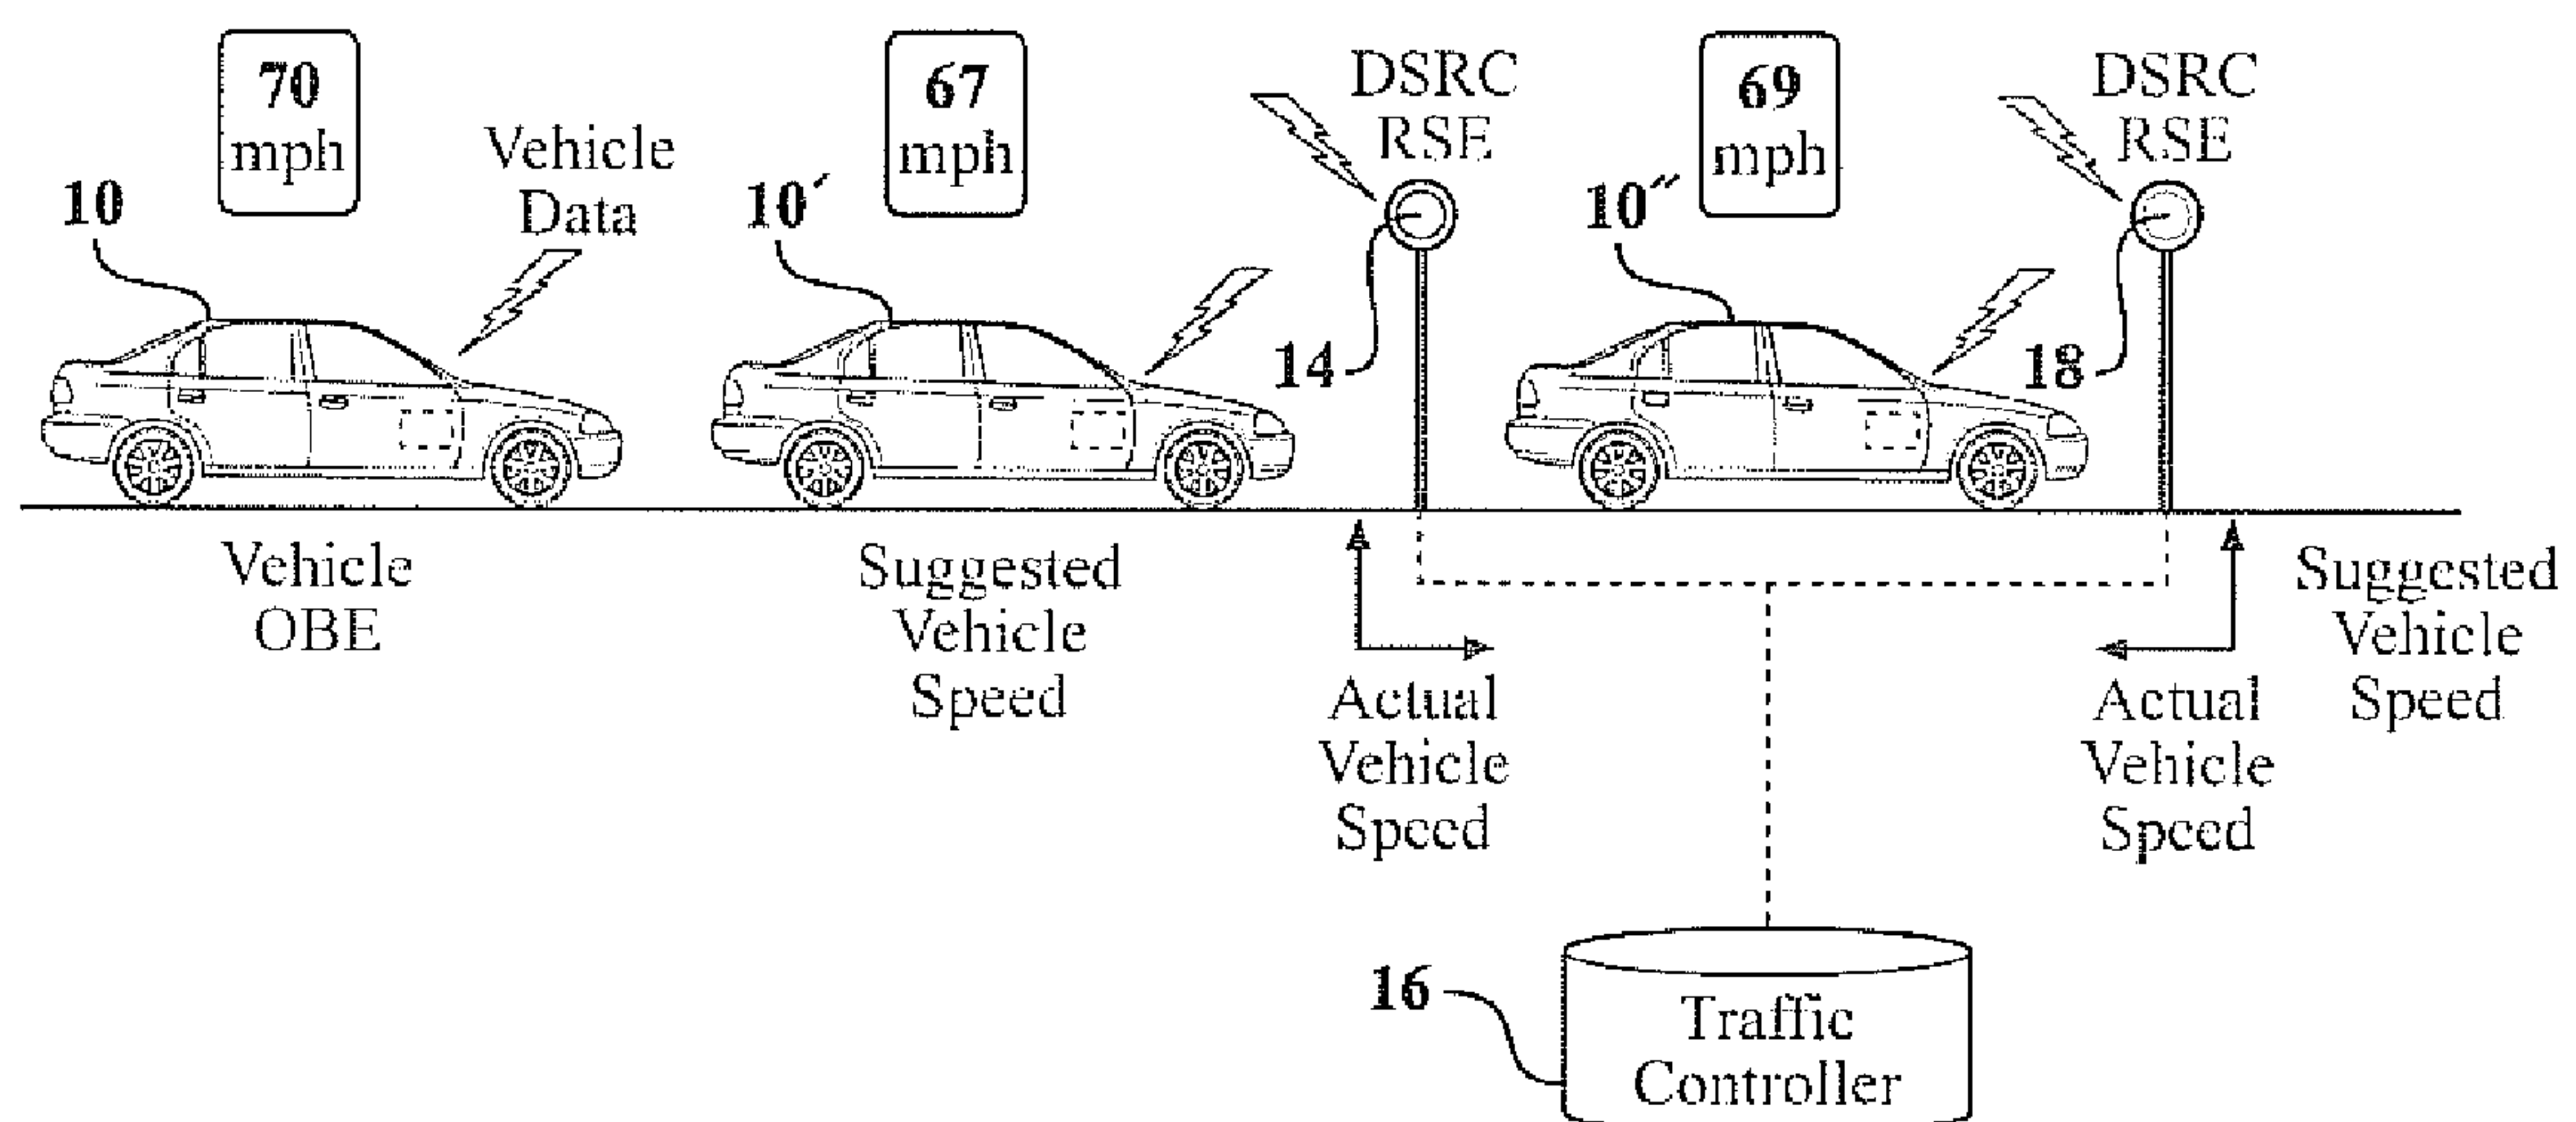 70
mph
10
Vehicle
Data
67
mph
10′
DSRC
RSE
14
69
mph
10″
DSRC
RSE
18
Vehicle
OBE
Suggested
Vehicle
Speed
Actual
Vehicle
Speed
Actual
Vehicle
Speed
Suggested
Vehicle
Speed
16
Traffic
Controller